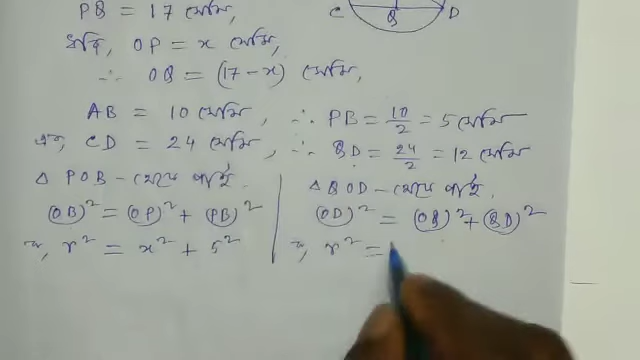 PQ = 17 সেমি,
C Q D
ধরি, OP = x সেমি,
∴ OQ = (17 - x) সেমি,
AB = 10 সেমি, ∴ PB = 10/2 = 5 সেমি
এবং, CD = 24 সেমি, ∴ QD = 24/2 = 12 সেমি
Δ POB - থেকে পাই,
(OB)² = (OP)² + (PB)²
বা, r² = x² + 5²
Δ QOD - থেকে পাই,
(OD)² = (OQ)² + (QD)²
বা, r² =